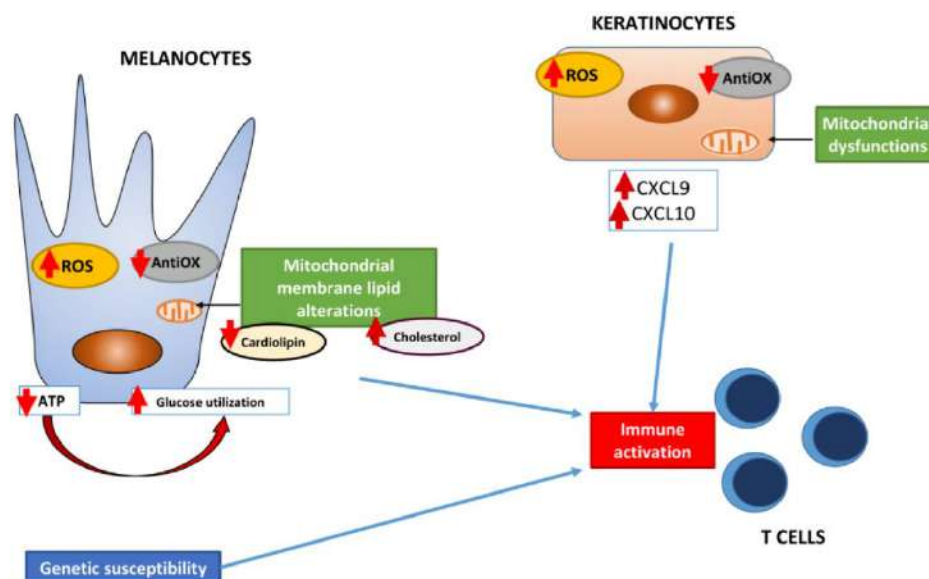 KERATINOCYTES
MELANOCYTES
ROS
AntiOX
Mitochondrial
dysfunctions
CXCL9
CXCL10
ROS
AntiOX
Mitochondrial
membrane lipid
alterations
Cardiolipin
Cholesterol
ATP
Glucose utilization
Immune
activation
T CELLS
Genetic susceptibility